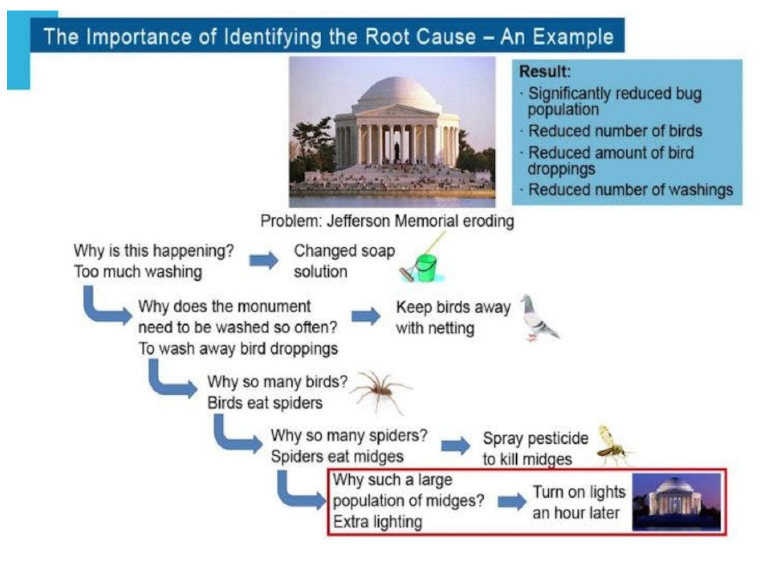 The Importance of Identifying the Root Cause – An Example
Result:
· Significantly reduced bug
population
· Reduced number of birds
· Reduced amount of bird
droppings
· Reduced number of washings
Problem: Jefferson Memorial eroding
Why is this happening?
Too much washing
Changed soap
solution
Why does the monument
need to be washed so often?
To wash away bird droppings
Keep birds away
with netting
Why so many birds?
Birds eat spiders
Why so many spiders?
Spiders eat midges
Spray pesticide
to kill midges
Why such a large
population of midges?
Extra lighting
Turn on lights
an hour later